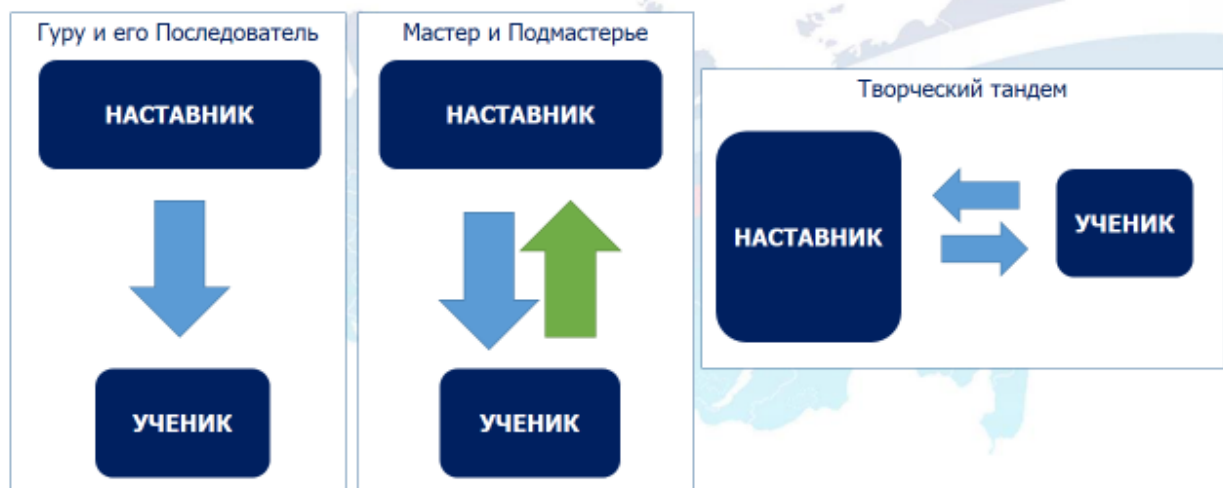 Гуру и его Последователь
НАСТАВНИК
УЧЕНИК
Мастер и Подмастерье
НАСТАВНИК
УЧЕНИК
Творческий тандем
НАСТАВНИК
УЧЕНИК